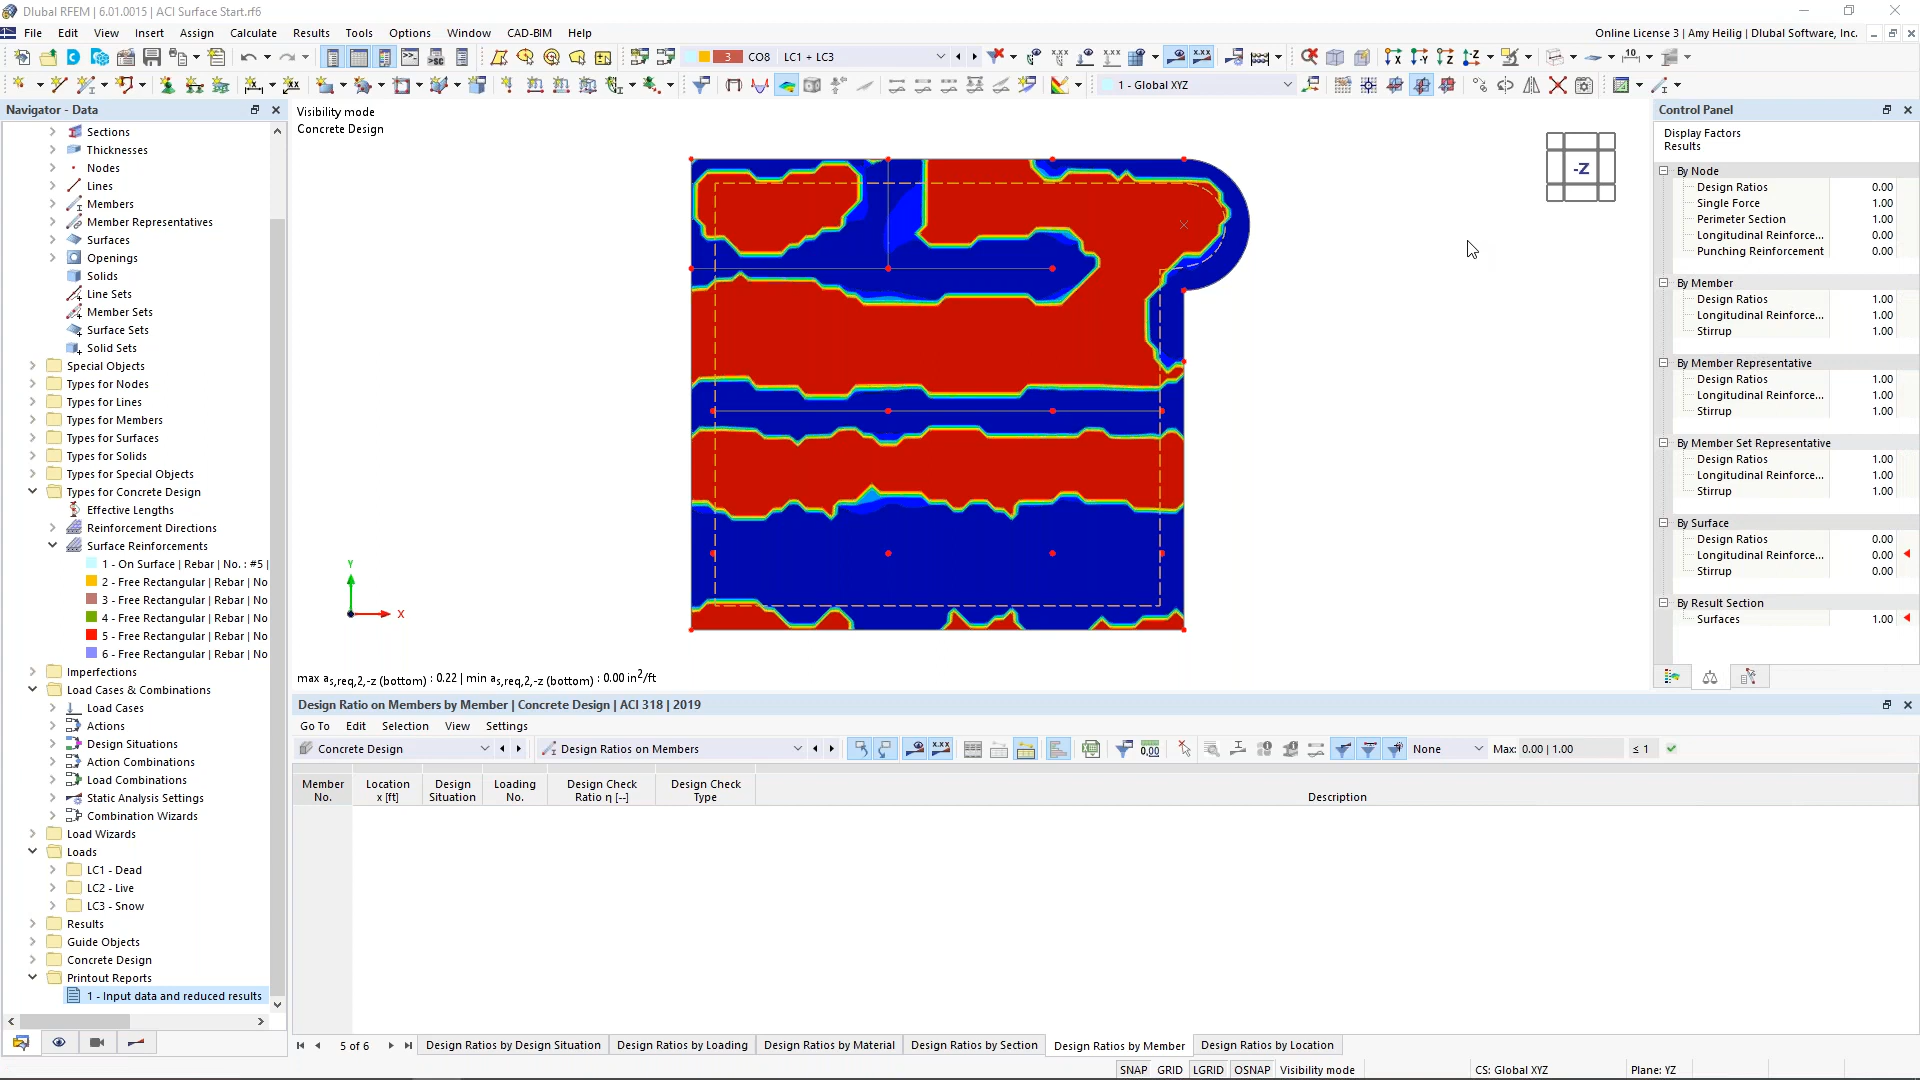 Dlubal RFEM | 6.01.0015 | ACI Surface Start.rf6
File Edit View Insert Assign Calculate Results Tools Options Window CAD-BIM Help
Online License 3 | Amy Heilig | Dlubal Software, Inc.
3 CO8 LC1 + LC3
1 - Global XYZ
Navigator - Data
Sections
Thicknesses
Nodes
Lines
Members
Member Representatives
Surfaces
Openings
Solids
Line Sets
Member Sets
Surface Sets
Solid Sets
Special Objects
Types for Nodes
Types for Lines
Types for Members
Types for Surfaces
Types for Solids
Types for Special Objects
Types for Concrete Design
Effective Lengths
Reinforcement Directions
Surface Reinforcements
1 - On Surface | Rebar | No. : #5 |
2 - Free Rectangular | Rebar | No
3 - Free Rectangular | Rebar | No
4 - Free Rectangular | Rebar | No
5 - Free Rectangular | Rebar | No
6 - Free Rectangular | Rebar | No
Imperfections
Load Cases & Combinations
Load Cases
Actions
Design Situations
Action Combinations
Load Combinations
Static Analysis Settings
Combination Wizards
Load Wizards
Loads
LC1 - Dead
LC2 - Live
LC3 - Snow
Results
Guide Objects
Concrete Design
Printout Reports
1 - Input data and reduced results
Visibility mode
Concrete Design
-Z
Y
X
max as,req,2,-z (bottom) : 0.22 | min as,req,2,-z (bottom) : 0.00 in2/ft
Control Panel
Display Factors
Results
By Node
Design Ratios 0.00
Single Force 1.00
Perimeter Section 1.00
Longitudinal Reinforce... 0.00
Punching Reinforcement 0.00
By Member
Design Ratios 1.00
Longitudinal Reinforce... 1.00
Stirrup 1.00
By Member Representative
Design Ratios 1.00
Longitudinal Reinforce... 1.00
Stirrup 1.00
By Member Set Representative
Design Ratios 1.00
Longitudinal Reinforce... 1.00
Stirrup 1.00
By Surface
Design Ratios 0.00
Longitudinal Reinforce... 0.00
Stirrup 0.00
By Result Section
Surfaces 1.00
Design Ratio on Members by Member | Concrete Design | ACI 318 | 2019
Go To Edit Selection View Settings
Concrete Design Design Ratios on Members None Max: 0.00 | 1.00 ≤ 1
Member No. Location x [ft] Design Situation Loading No. Design Check Ratio η [--] Design Check Type Description
5 of 6 Design Ratios by Design Situation Design Ratios by Loading Design Ratios by Material Design Ratios by Section Design Ratios by Member Design Ratios by Location
SNAP GRID LGRID OSNAP Visibility mode CS: Global XYZ Plane: YZ